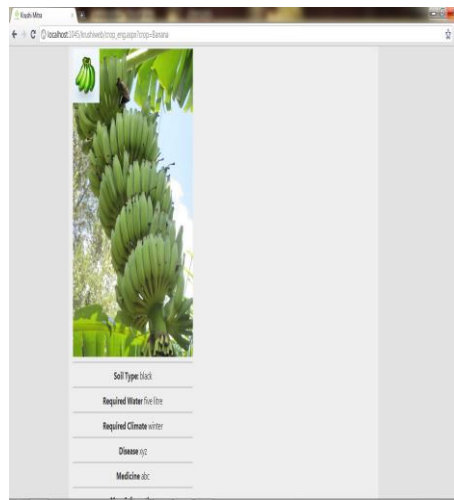 Krushi Mitra
localhost:1045/krushiweb/crop_eng.aspx?crop=Banana
Soil Type: black
Required Water five litre
Required Climate winter
Disease xyz
Medicine abc